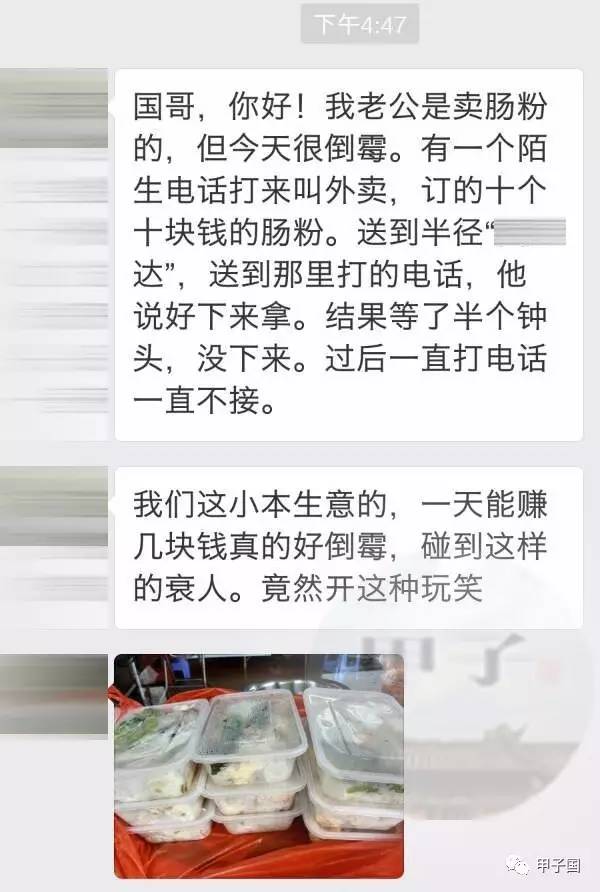 下午4:47
国哥，你好！我老公是卖肠粉
的，但今天很倒霉。有一个陌
生电话打来叫外卖，订的十个
十块钱的肠粉。送到半径“
达”，送到那里打的电话，他
说好下来拿。结果等了半个钟
头，没下来。过后一直打电话
一直不接。
我们这小本生意的，一天能赚
几块钱真的好倒霉，碰到这样
的衰人。竟然开这种玩笑
甲子
甲子国